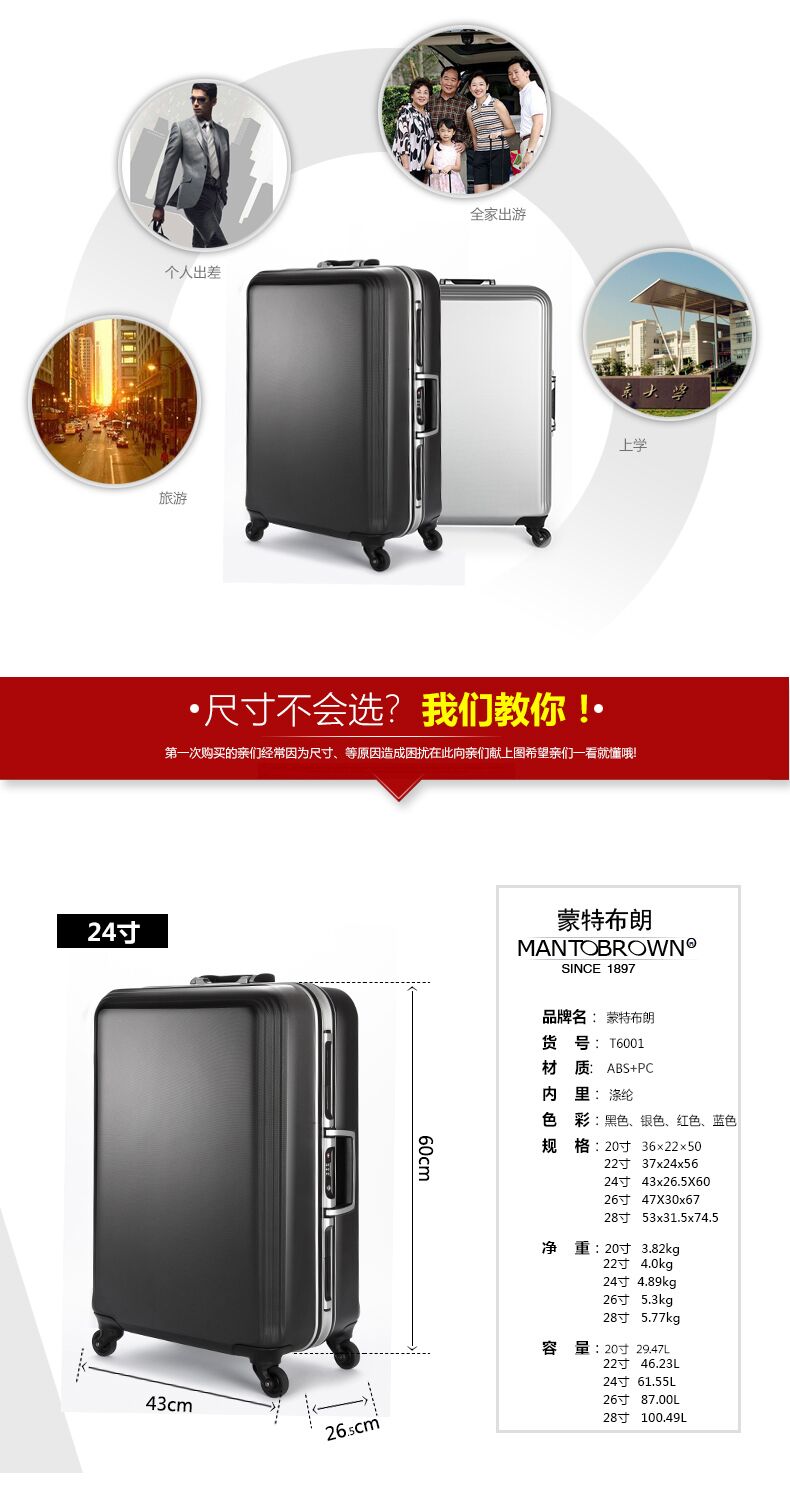 全家出游
个人出差
京大学
上学
旅游
•尺寸不会选？我们教你！•
第一次购买的亲们经常因为尺寸、等原因造成困扰在此向亲们献上图希望亲们一看就懂哦!
24寸
60cm
43cm
26.5cm
蒙特布朗
MANTOBROWN®
SINCE 1897
品牌名：蒙特布朗
货 号：T6001
材 质: ABS+PC
内 里：涤纶
色 彩：黑色、银色、红色、蓝色
规 格：20寸 36×22×50
22寸 37x24x56
24寸 43x26.5X60
26寸 47X30x67
28寸 53x31.5x74.5
净 重：20寸 3.82kg
22寸 4.0kg
24寸 4.89kg
26寸 5.3kg
28寸 5.77kg
容 量：20寸 29.47L
22寸 46.23L
24寸 61.55L
26寸 87.00L
28寸 100.49L